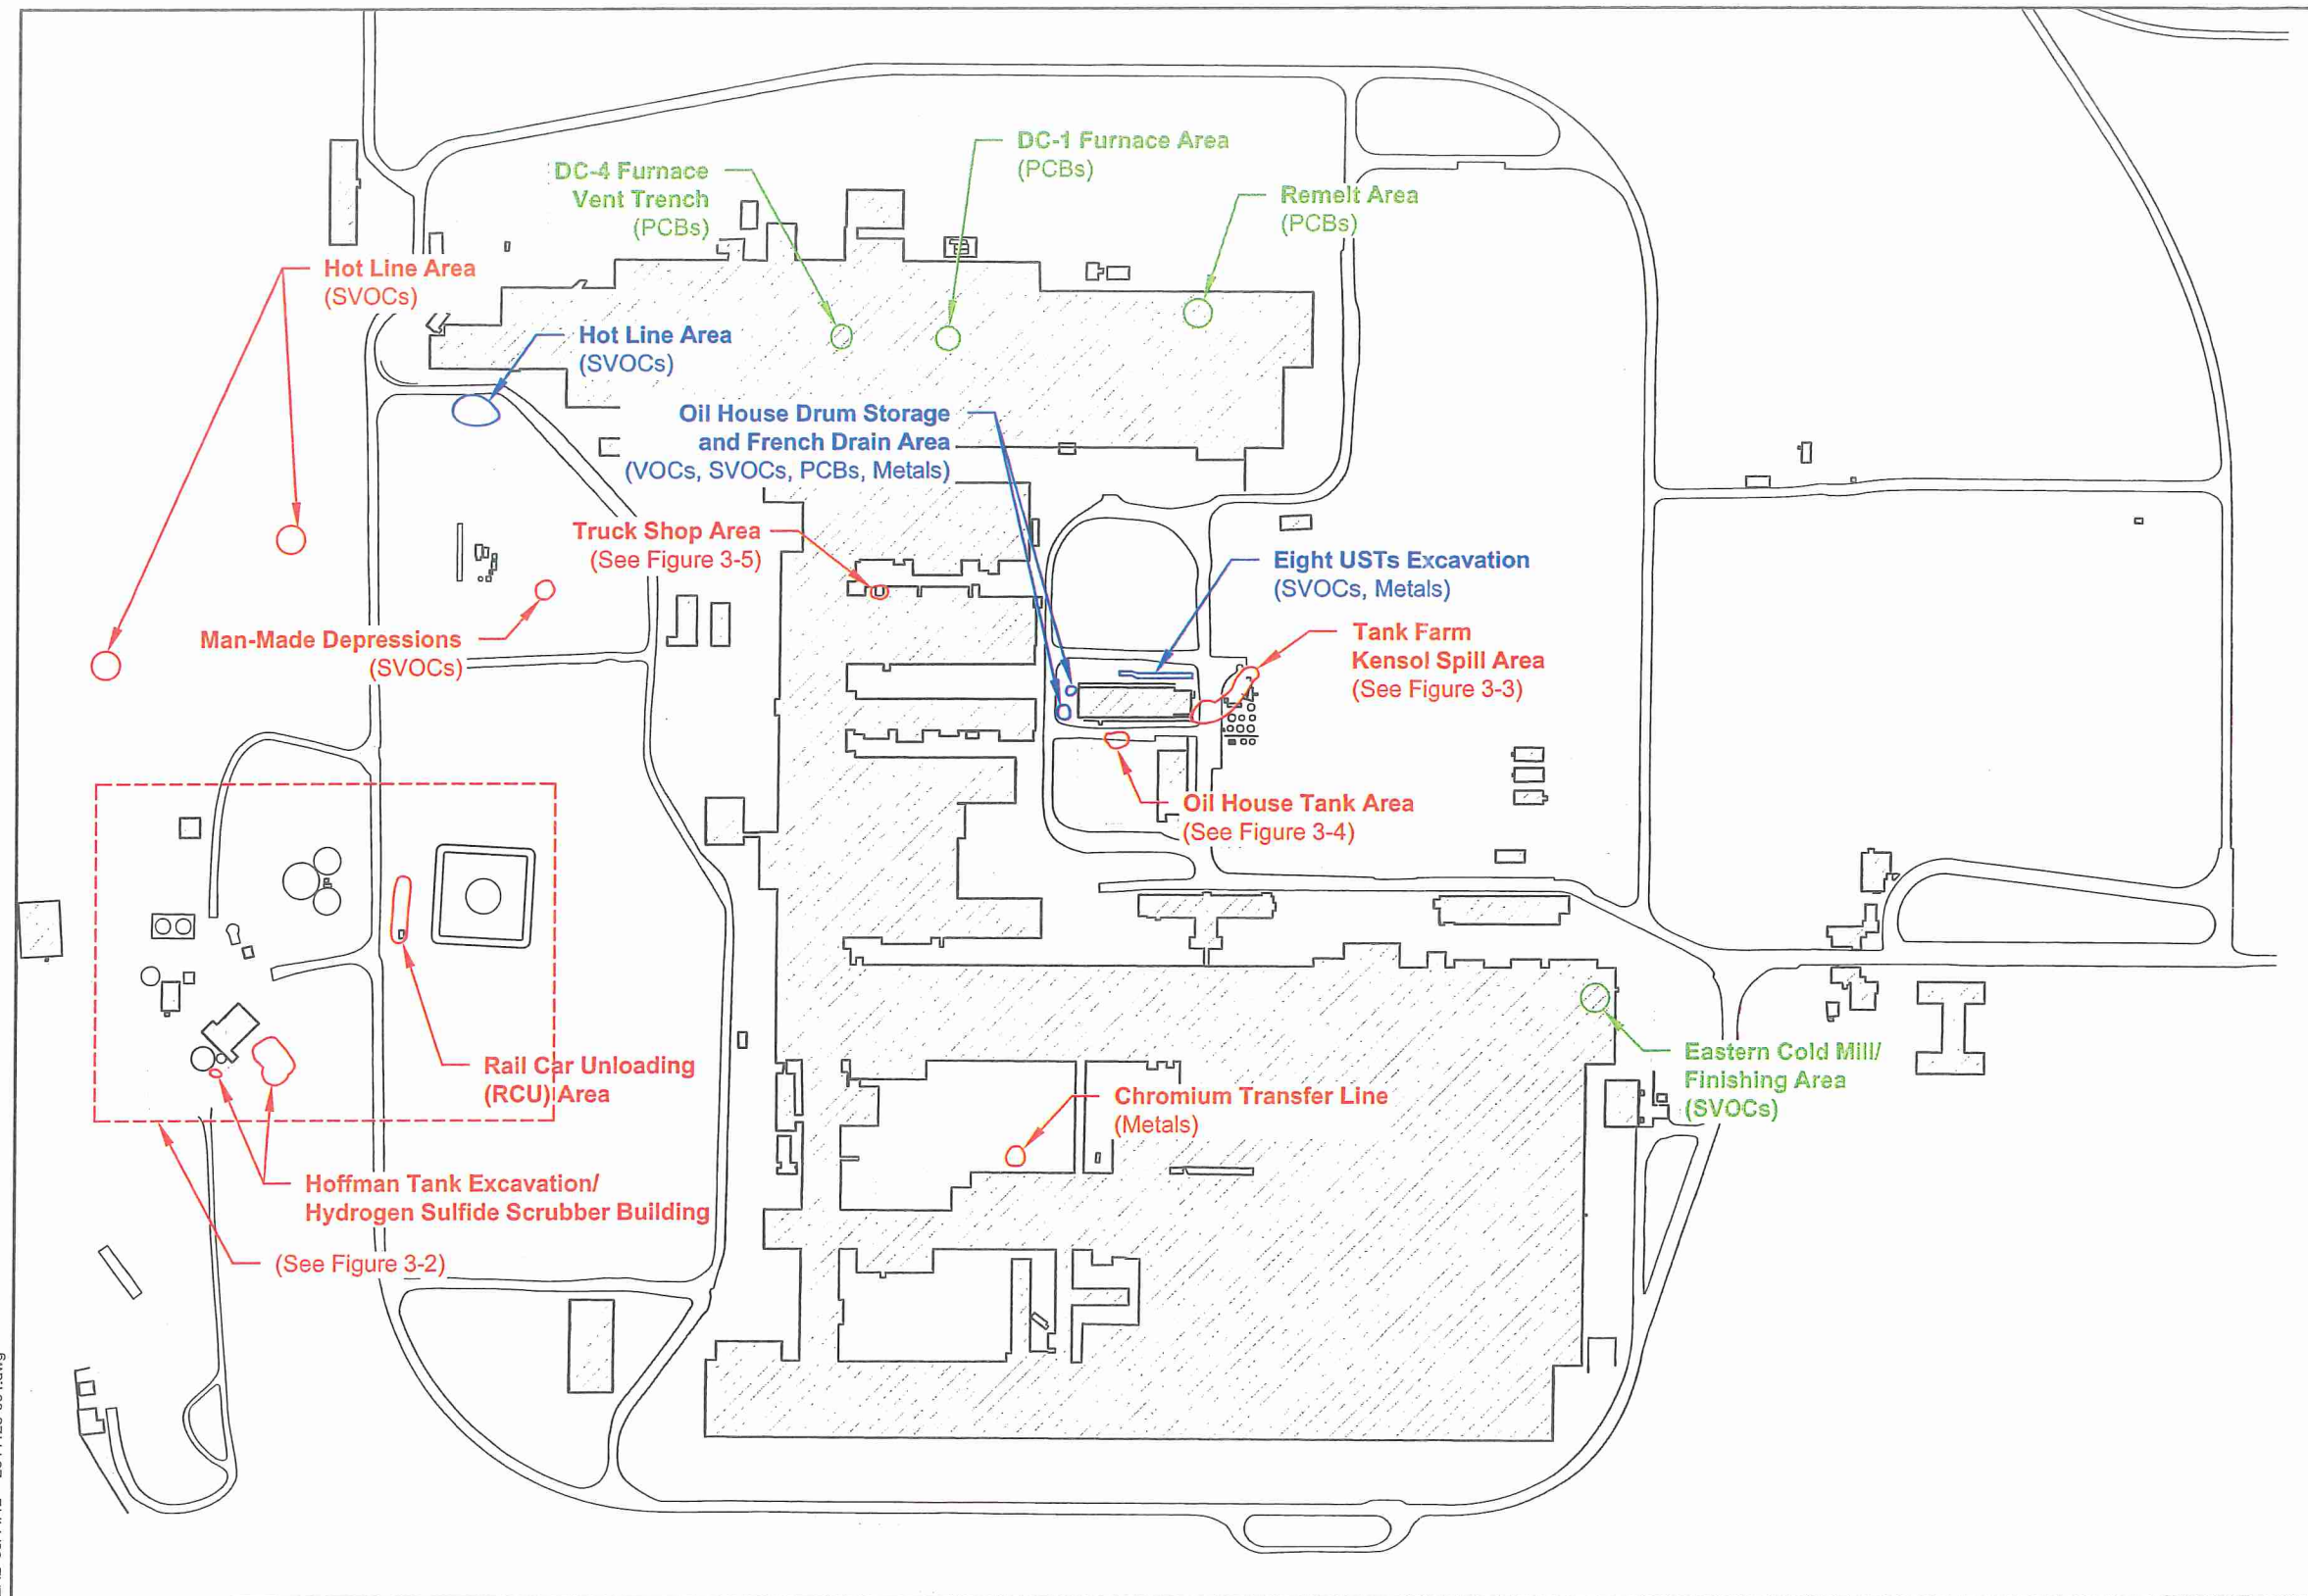 DC-1 Furnace Area
(PCBs)
DC-4 Furnace
Vent Trench
(PCBs)
Remelt Area
(PCBs)
Hot Line Area
(SVOCs)
Hot Line Area
(SVOCs)
Oil House Drum Storage
and French Drain Area
(VOCs, SVOCs, PCBs, Metals)
Truck Shop Area
(See Figure 3-5)
Eight USTs Excavation
(SVOCs, Metals)
Man-Made Depressions
(SVOCs)
Tank Farm
Kensol Spill Area
(See Figure 3-3)
Oil House Tank Area
(See Figure 3-4)
Rail Car Unloading
(RCU) Area
Eastern Cold Mill/
Finishing Area
(SVOCs)
Chromium Transfer Line
(Metals)
Hoffman Tank Excavation/
Hydrogen Sulfide Scrubber Building
(See Figure 3-2)